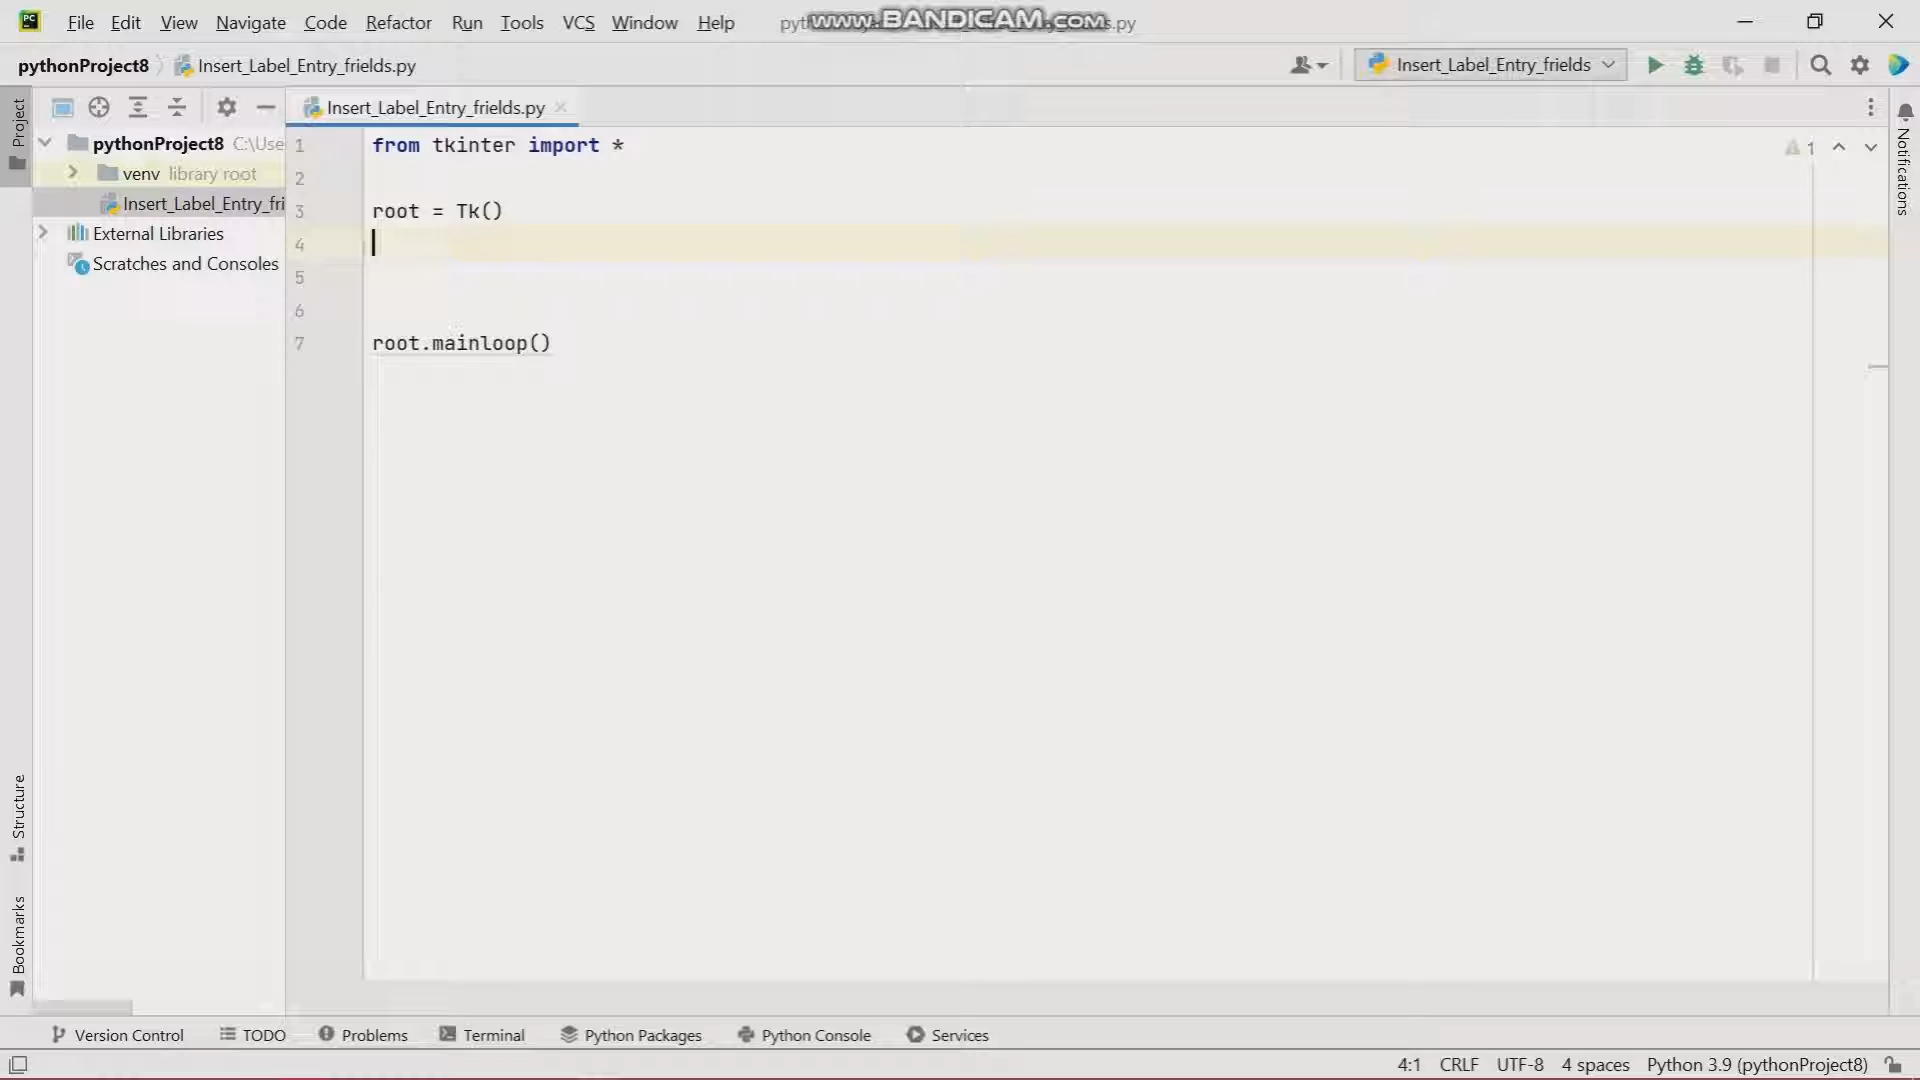 File Edit View Navigate Code Refactor Run Tools VCS Window Help
www.BANDICAM.com
pythonProject8 Insert_Label_Entry_frields.py
Insert_Label_Entry_frields
Project
Insert_Label_Entry_frields.py
Notifications
pythonProject8 C:\Use
venv library root
Insert_Label_Entry_fri
External Libraries
Scratches and Consoles
1 from tkinter import *
2
3 root = Tk()
4
5
6
7 root.mainloop()
1
Structure
Bookmarks
Version Control TODO Problems Terminal Python Packages Python Console Services
4:1 CRLF UTF-8 4 spaces Python 3.9 (pythonProject8)